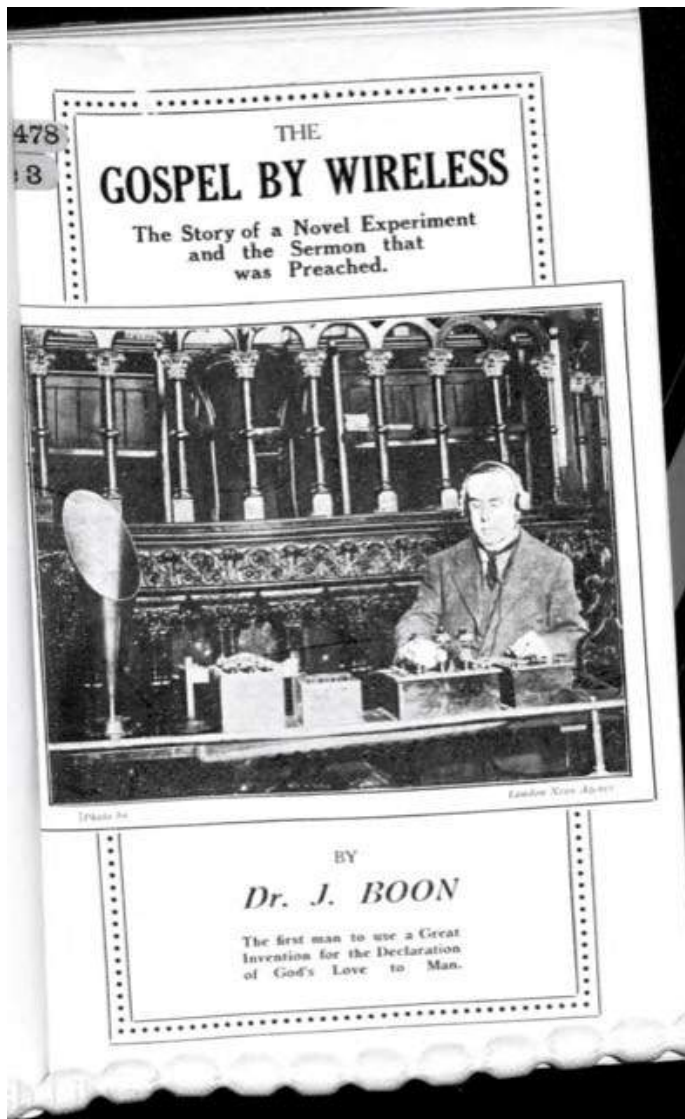 478
3
THE
GOSPEL BY WIRELESS
The Story of a Novel Experiment
and the Sermon that
was Preached.
[Photo by
London News Agency
BY
Dr. J. BOON
The first man to use a Great
Invention for the Declaration
of God's Love to Man.